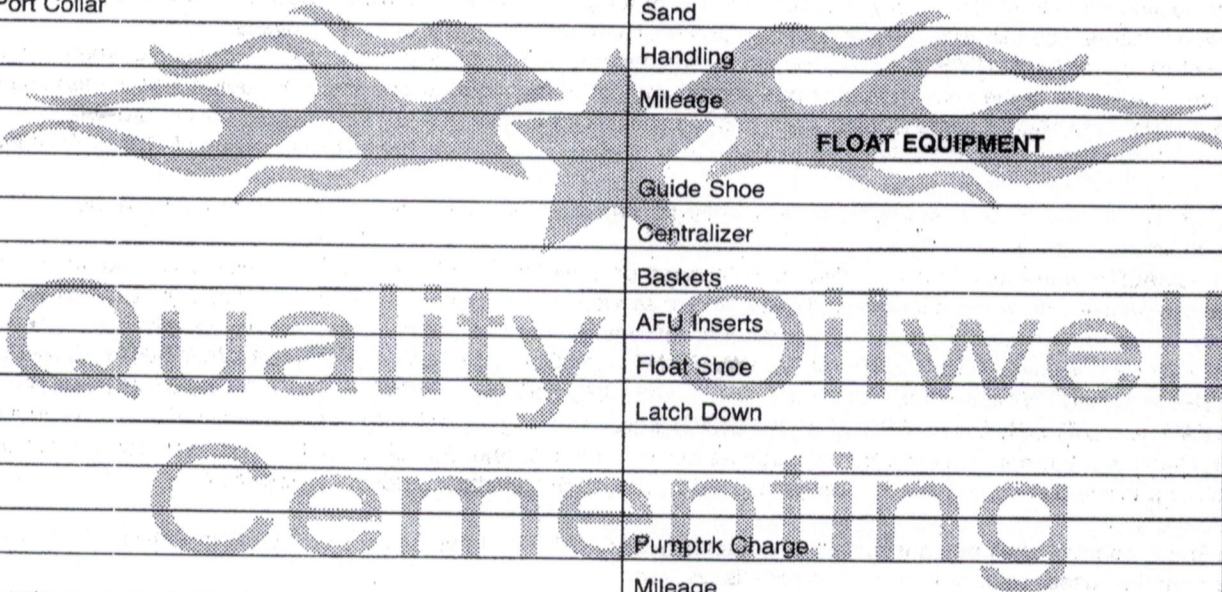 Port Collar
Sand
Handling
Mileage
FLOAT EQUIPMENT
Guide Shoe
Centralizer
Baskets
AFU Inserts
Float Shoe
Latch Down
Quality Oilwell
Cementing
Pumptrk Charge
Mileage